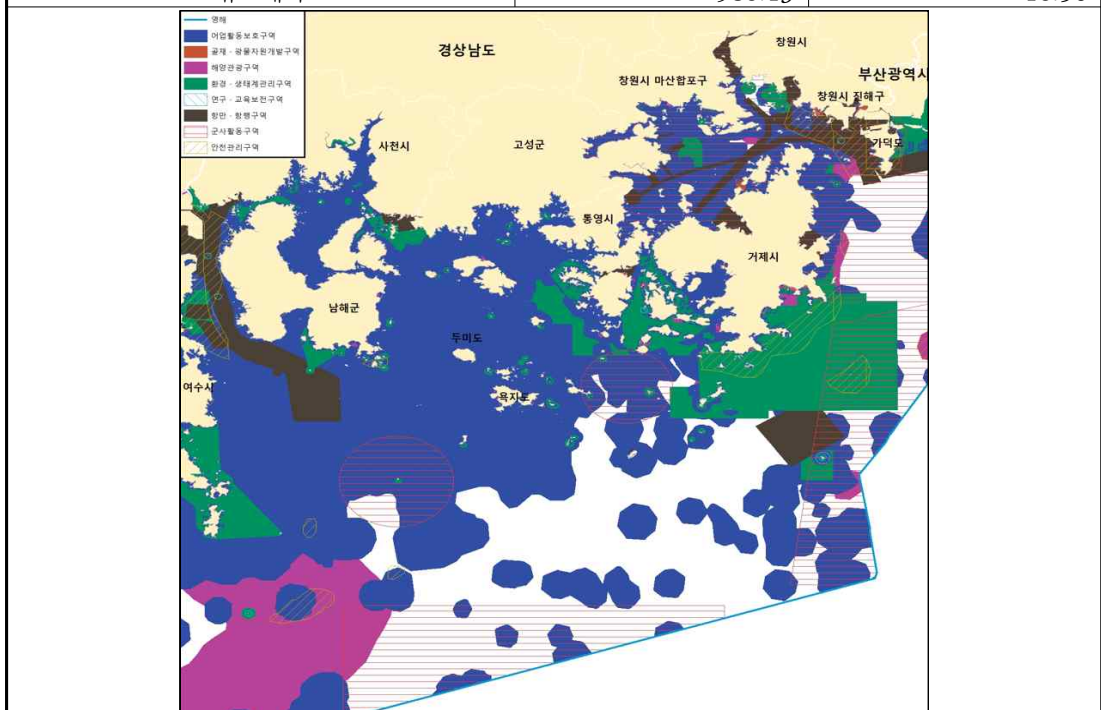 영해
어업활동보호구역
골재·광물자원개발구역
해양관광구역
환경·생태계관리구역
연구·교육보전구역
항만·항행구역
군사활동구역
안전관리구역
경상남도
창원시
창원시 마산합포구
부산광역시
창원시 진해구
가덕도
사천시
고성군
통영시
거제시
남해군
두미도
여수시
욕지도